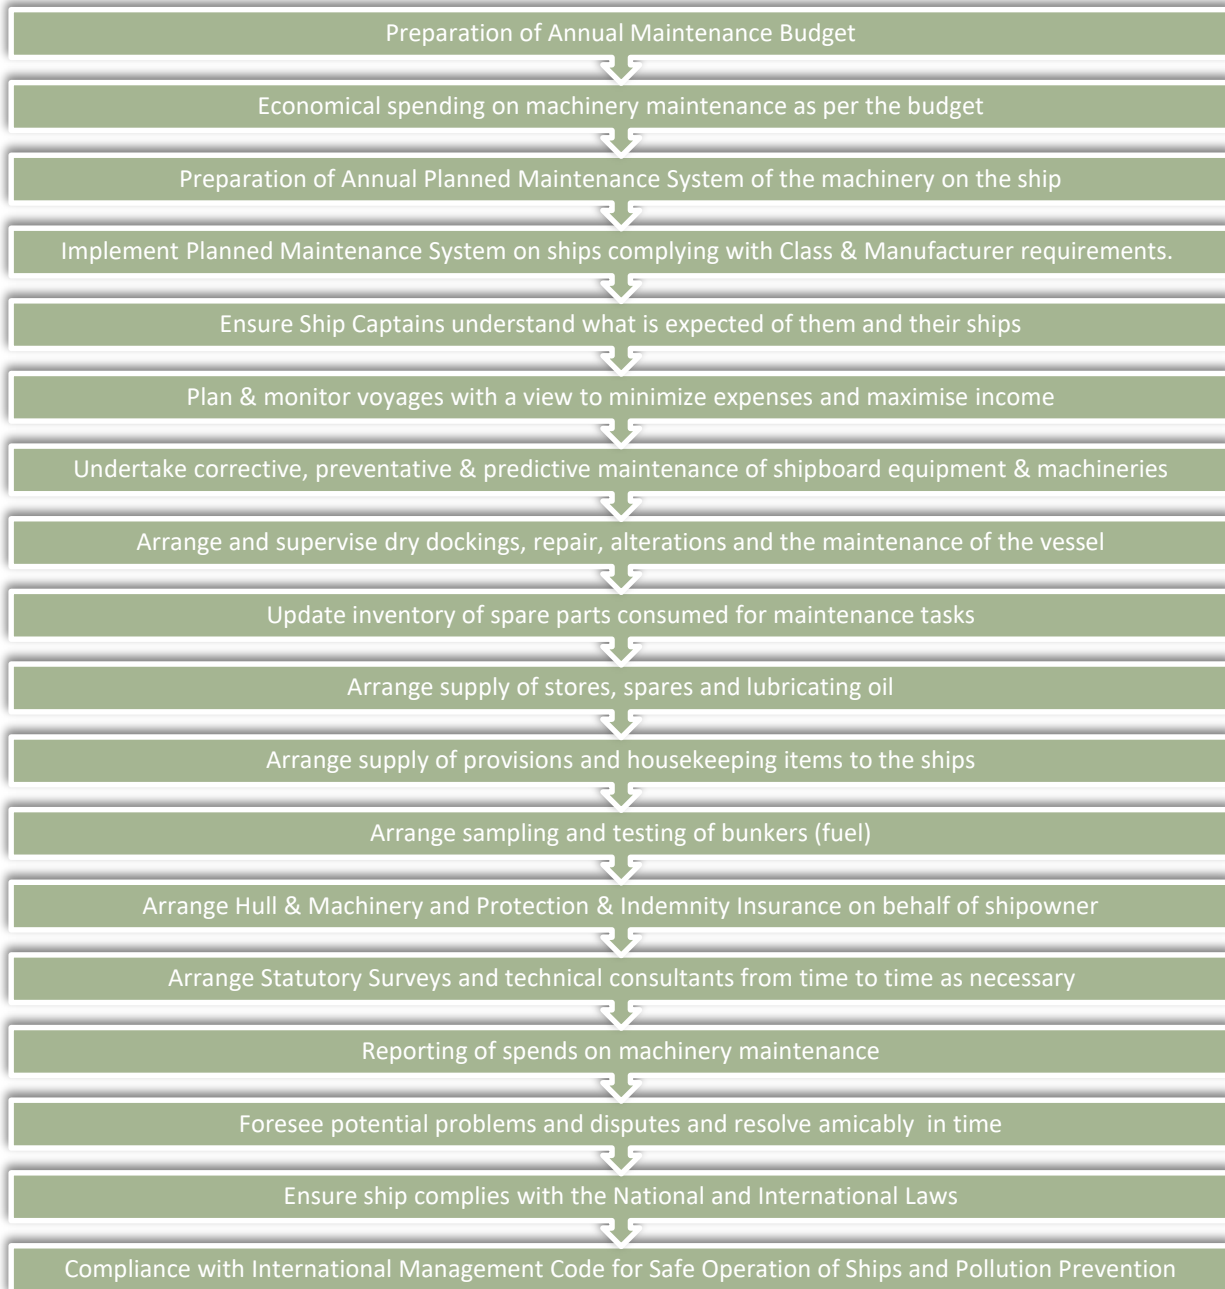 Preparation of Annual Maintenance Budget
Economical spending on machinery maintenance as per the budget
Preparation of Annual Planned Maintenance System of the machinery on the ship
Implement Planned Maintenance System on ships complying with Class & Manufacturer requirements.
Ensure Ship Captains understand what is expected of them and their ships
Plan & monitor voyages with a view to minimize expenses and maximise income
Undertake corrective, preventative & predictive maintenance of shipboard equipment & machineries
Arrange and supervise dry dockings, repair, alterations and the maintenance of the vessel
Update inventory of spare parts consumed for maintenance tasks
Arrange supply of stores, spares and lubricating oil
Arrange supply of provisions and housekeeping items to the ships
Arrange sampling and testing of bunkers (fuel)
Arrange Hull & Machinery and Protection & Indemnity Insurance on behalf of shipowner
Arrange Statutory Surveys and technical consultants from time to time as necessary
Reporting of spends on machinery maintenance
Foresee potential problems and disputes and resolve amicably in time
Ensure ship complies with the National and International Laws
Compliance with International Management Code for Safe Operation of Ships and Pollution Prevention